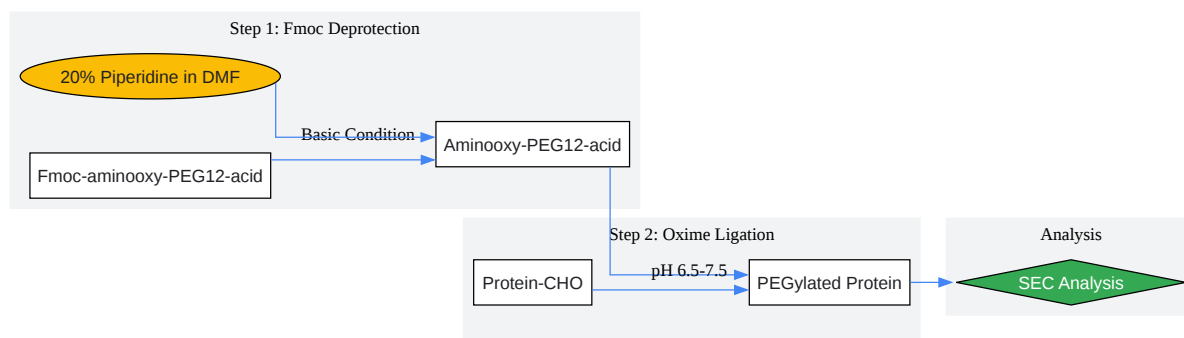 Step 1: Fmoc Deprotection
20% Piperidine in DMF
Basic Condition
Aminooxy-PEG12-acid
Fmoc-aminooxy-PEG12-acid
Step 2: Oxime Ligation
Analysis
pH 6.5-7.5
Protein-CHO
PEGylated Protein
SEC Analysis